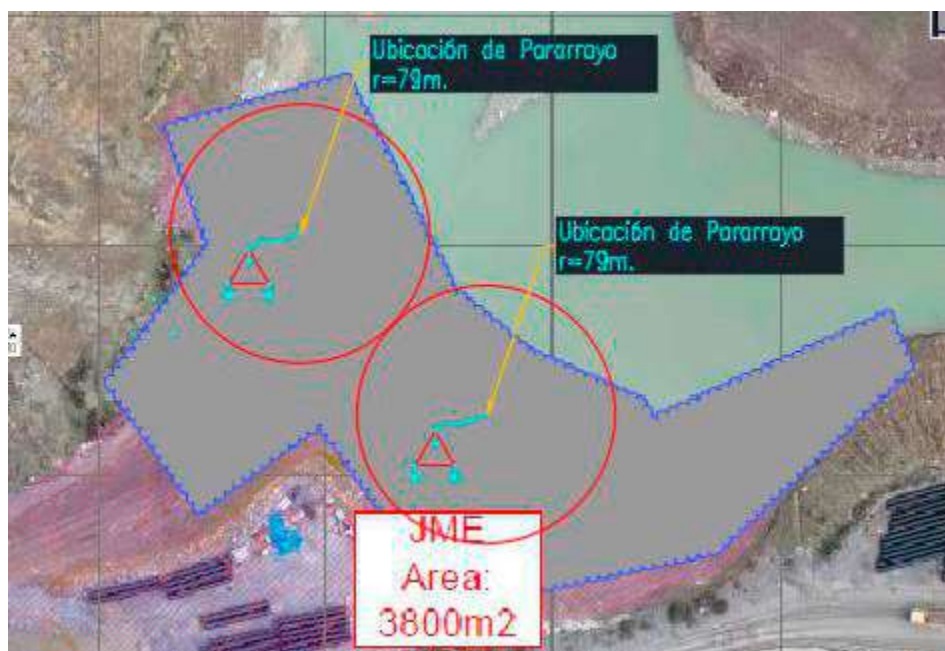 Ubicación de Pararrayo
r=79m.
Ubicación de Pararrayo
r=79m.
JME
Area:
3800m2